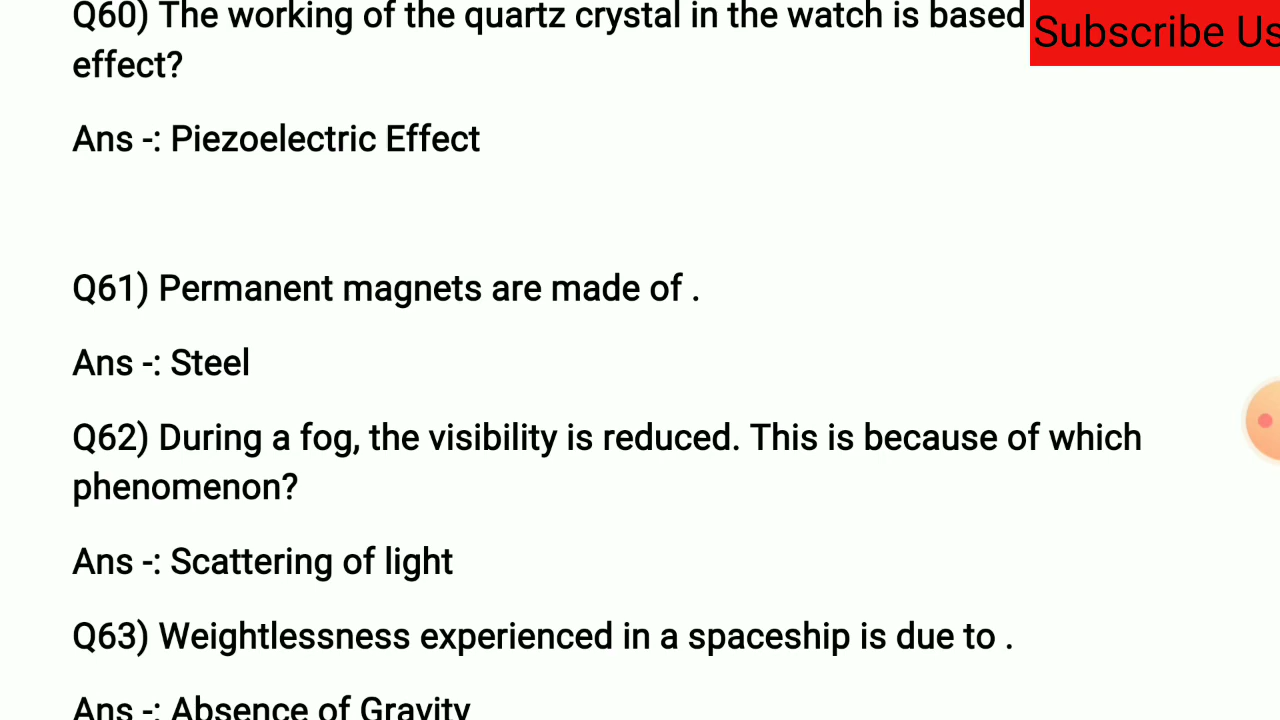 Q60) The working of the quartz crystal in the watch is based
Subscribe Us
effect?
Ans -: Piezoelectric Effect
Q61) Permanent magnets are made of .
Ans -: Steel
Q62) During a fog, the visibility is reduced. This is because of which
phenomenon?
Ans -: Scattering of light
Q63) Weightlessness experienced in a spaceship is due to .
Ans -: Absence of Gravity